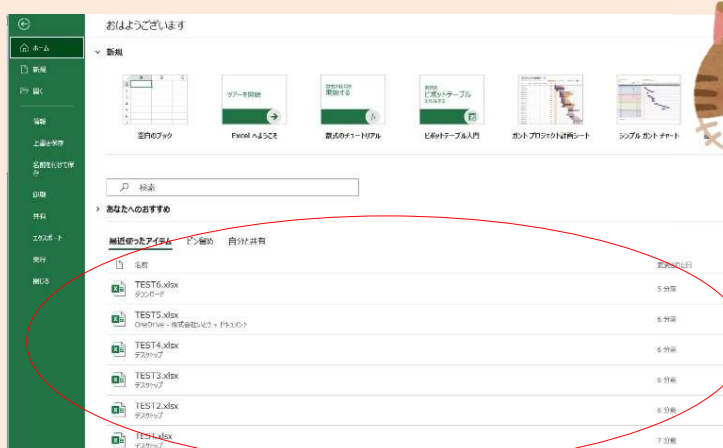 おはようございます
ホーム
新規
開く
情報
上書き保存
名前を付けて保存
印刷
共有
エクスポート
発行
閉じる
新規
A B C
ツアーを開始
数式の計算を
開始する
ピボットテーブル
空白のブック
Excel へようこそ
数式のチュートリアル
ピボットテーブル入門
ガント プロジェクト計画シート
シンプル ガント チャート
検索
あなたへのおすすめ
最近使ったアイテム ピン留め 自分と共有
名前
TEST6.xlsx
ダウンロード
5 分前
TEST5.xlsx
6 分前
TEST4.xlsx
デスクトップ
6 分前
TEST3.xlsx
デスクトップ
6 分前
TEST2.xlsx
デスクトップ
6 分前
TEST.xlsx
デスクトップ
7 分前